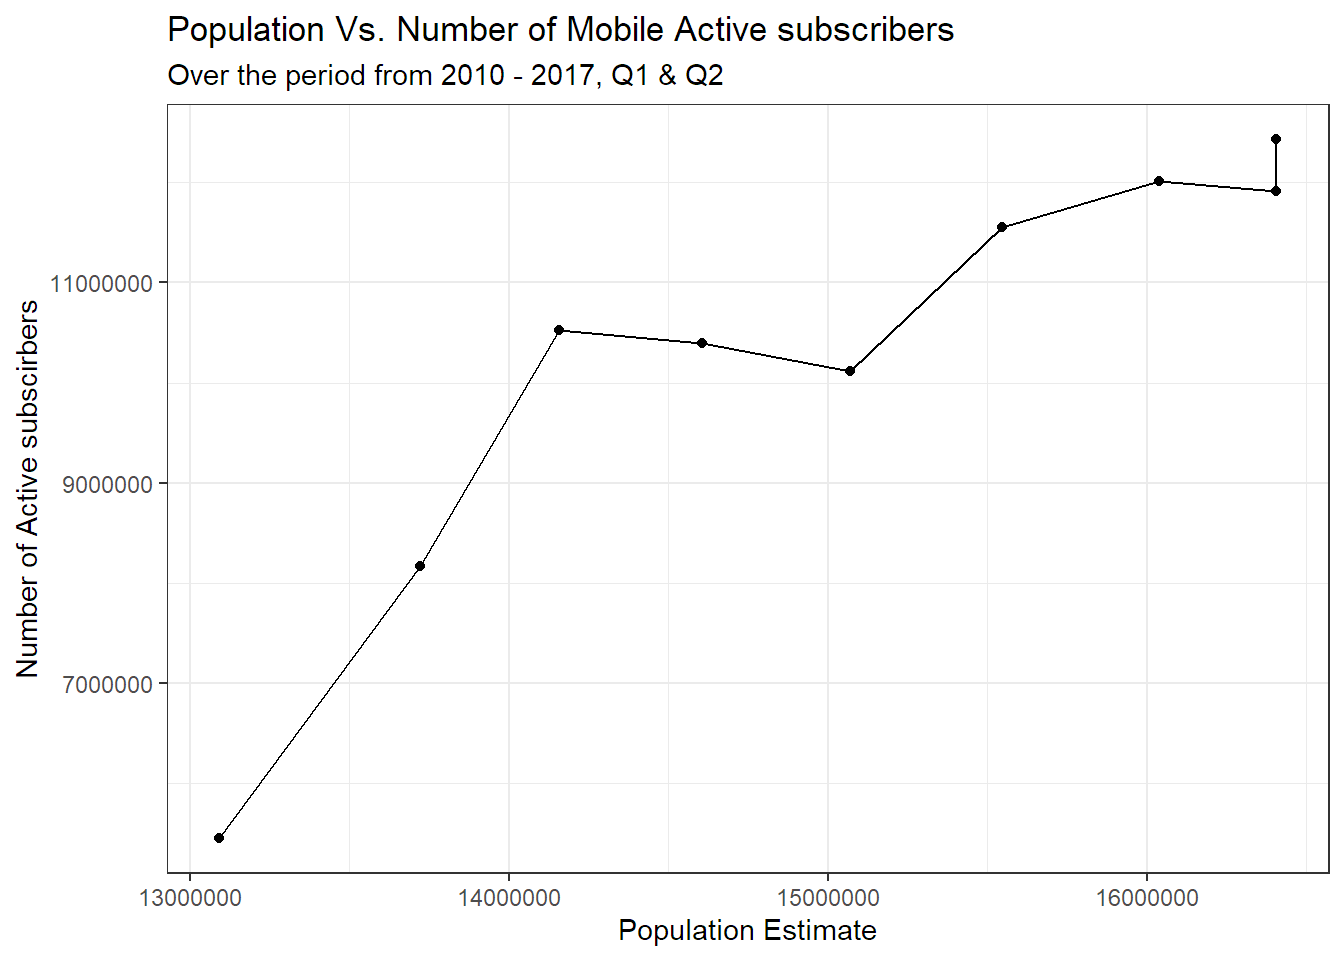 Population Vs. Number of Mobile Active subscribers
Over the period from 2010 - 2017, Q1 & Q2
Number of Active subscirbers
11000000
9000000
7000000
13000000
14000000
15000000
16000000
Population Estimate